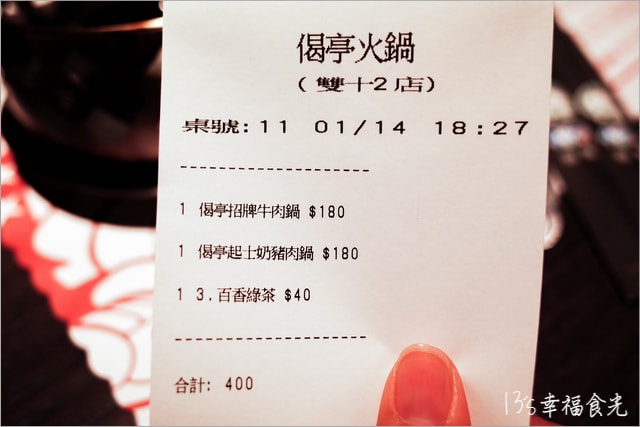 偈亭火鍋
(雙十2店)
桌號:11 01/14 18:27
1 偈亭招牌牛肉鍋 $180
1 偈亭起士奶豬肉鍋 $180
1 3.百香綠茶 $40
合計: 400
13's幸福食光